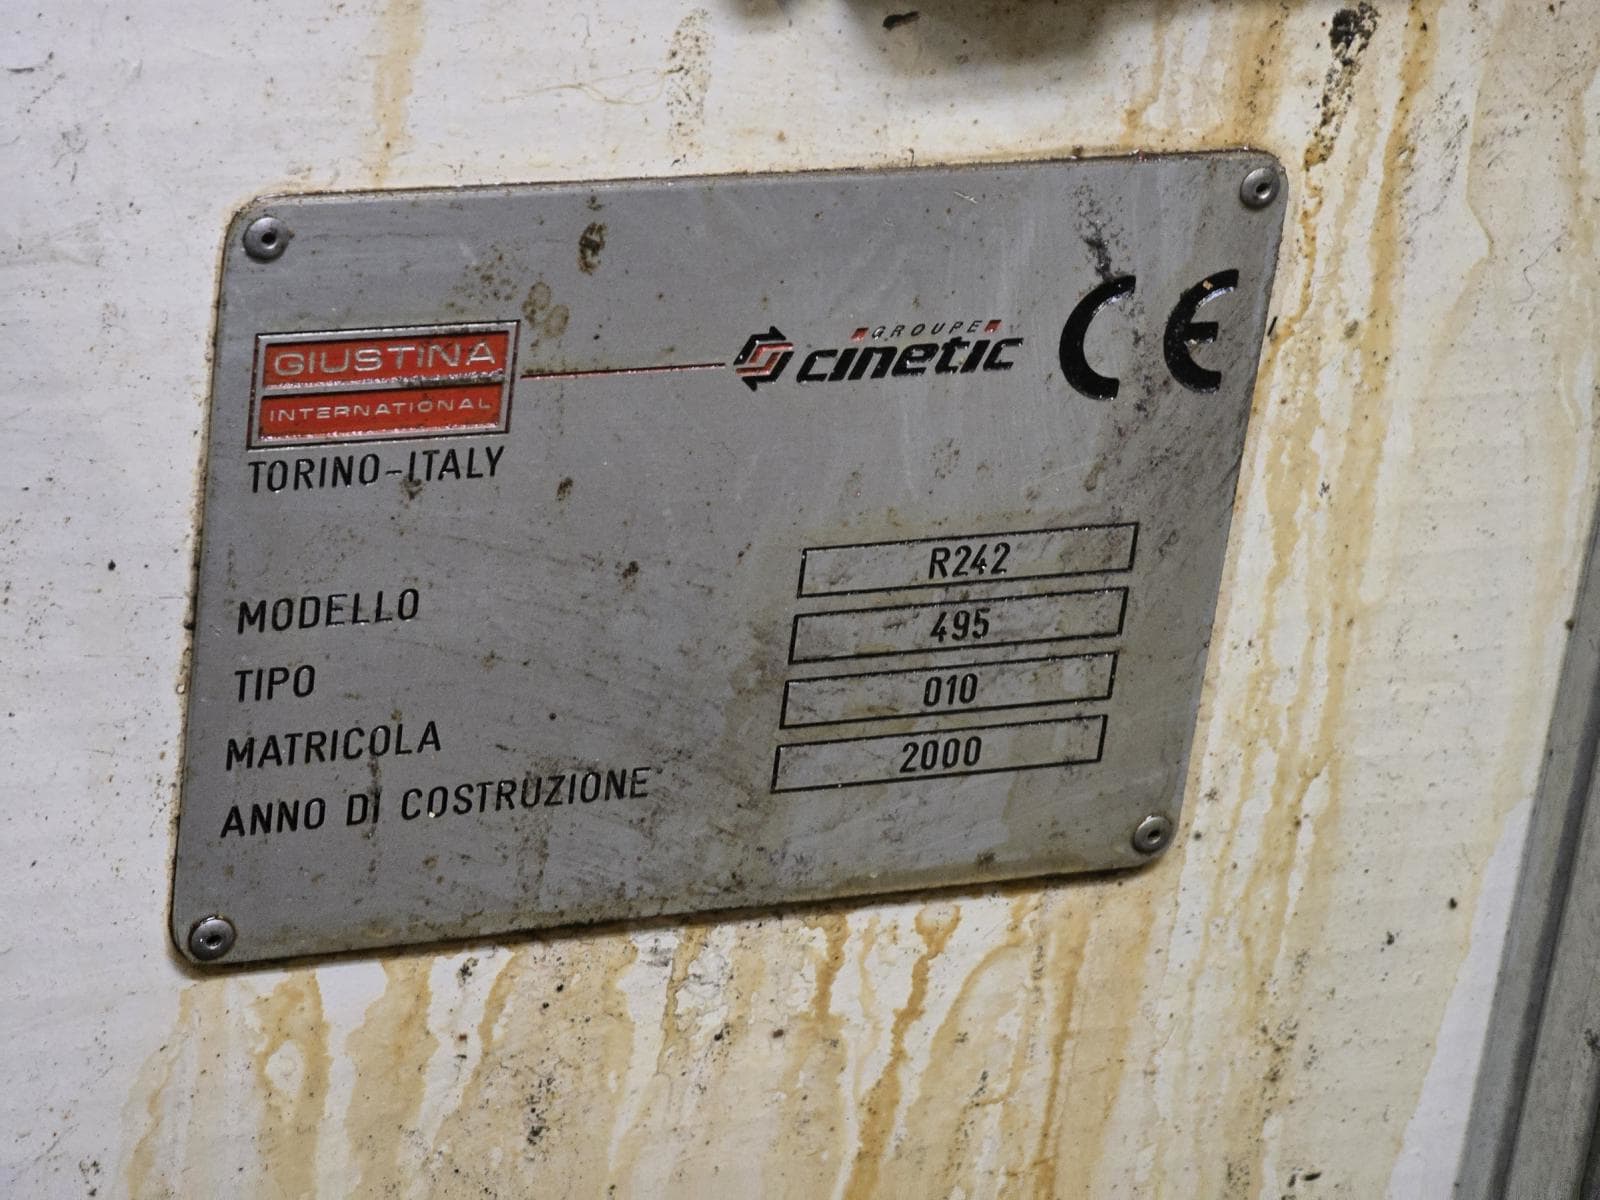 GIUSTINA
INTERNATIONAL
GROUPE
cinetic
CE
TORINO-ITALY
MODELLO R242
TIPO 495
MATRICOLA 010
ANNO DI COSTRUZIONE 2000